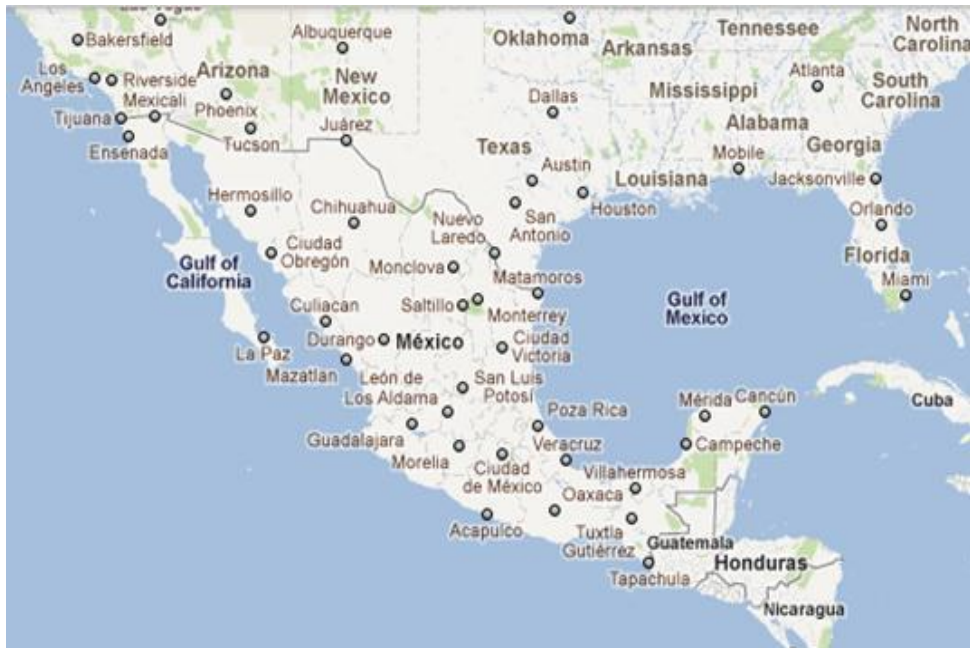 Las Vegas
Bakersfield
Albuquerque
Oklahoma
Arkansas
Tennessee
North
Carolina
Los
Angeles
Riverside
Arizona
New
Mexico
Atlanta
South
Carolina
Mexicali
Phoenix
Dallas
Mississippi
Tijuana
Juárez
Alabama
Ensenada
Tucson
Texas
Georgia
Austin
Mobile
Louisiana
Jacksonville
Hermosillo
Chihuahua
Nuevo
Laredo
San
Antonio
Houston
Orlando
Ciudad
Obregón
Gulf of
California
Monclova
Matamoros
Florida
Miami
Culiacan
Saltillo
Monterrey
Gulf of
Mexico
Durango
México
Ciudad
Victoria
La Paz
Mazatlan
León de
Los Aldama
San Luis
Potosí
Poza Rica
Mérida
Cancún
Cuba
Guadalajara
Veracruz
Campeche
Morelia
Ciudad
de México
Villahermosa
Oaxaca
Acapulco
Tuxtla
Gutiérrez
Guatemala
Honduras
Tapachula
Nicaragua